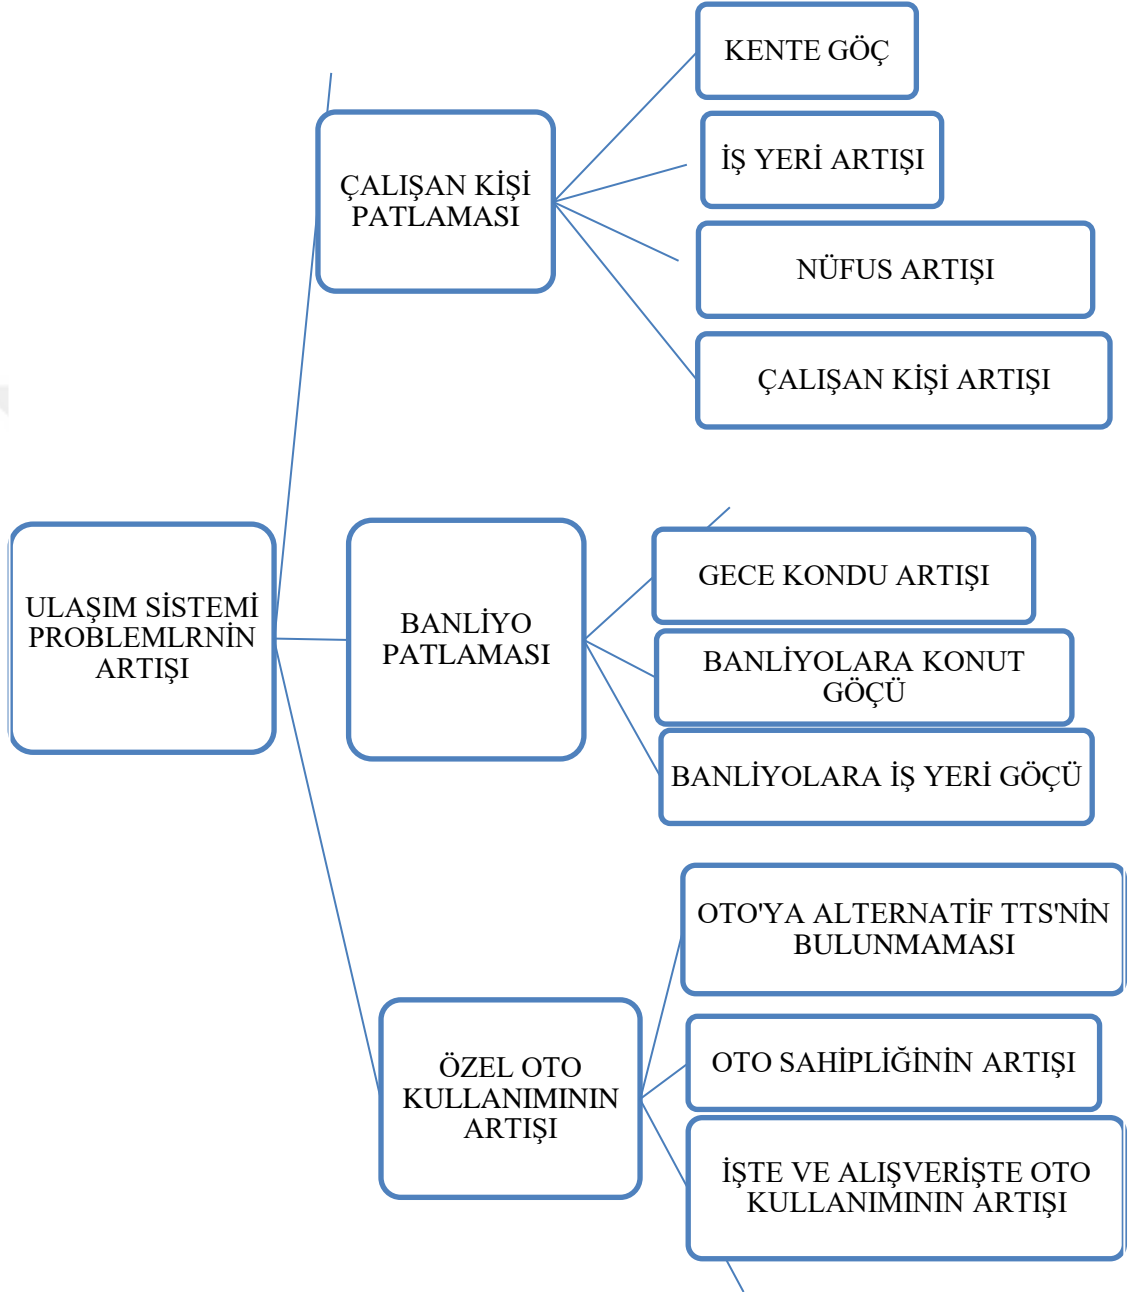 KENTE GÖÇ
İŞ YERİ ARTIŞI
ÇALIŞAN KİŞİ
PATLAMASI
NÜFUS ARTIŞI
ÇALIŞAN KİŞİ ARTIŞI
ULAŞIM SİSTEMİ
PROBLEMLRNİN
ARTIŞI
BANLİYO
PATLAMASI
GECE KONDU ARTIŞI
BANLİYOLARA KONUT
GÖÇÜ
BANLİYOLARA İŞ YERİ GÖÇÜ
ÖZEL OTO
KULLANIMININ
ARTIŞI
OTO'YA ALTERNATİF TTS'NİN
BULUNMAMASI
OTO SAHİPLİĞİNİN ARTIŞI
İŞTE VE ALIŞVERİŞTE OTO
KULLANIMININ ARTIŞI